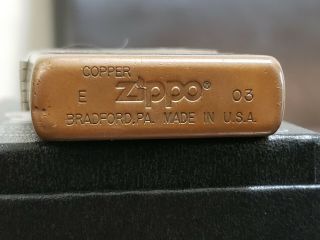 COPPER
E Zippo® 03
BRADFORD, PA. MADE IN U.S.A.